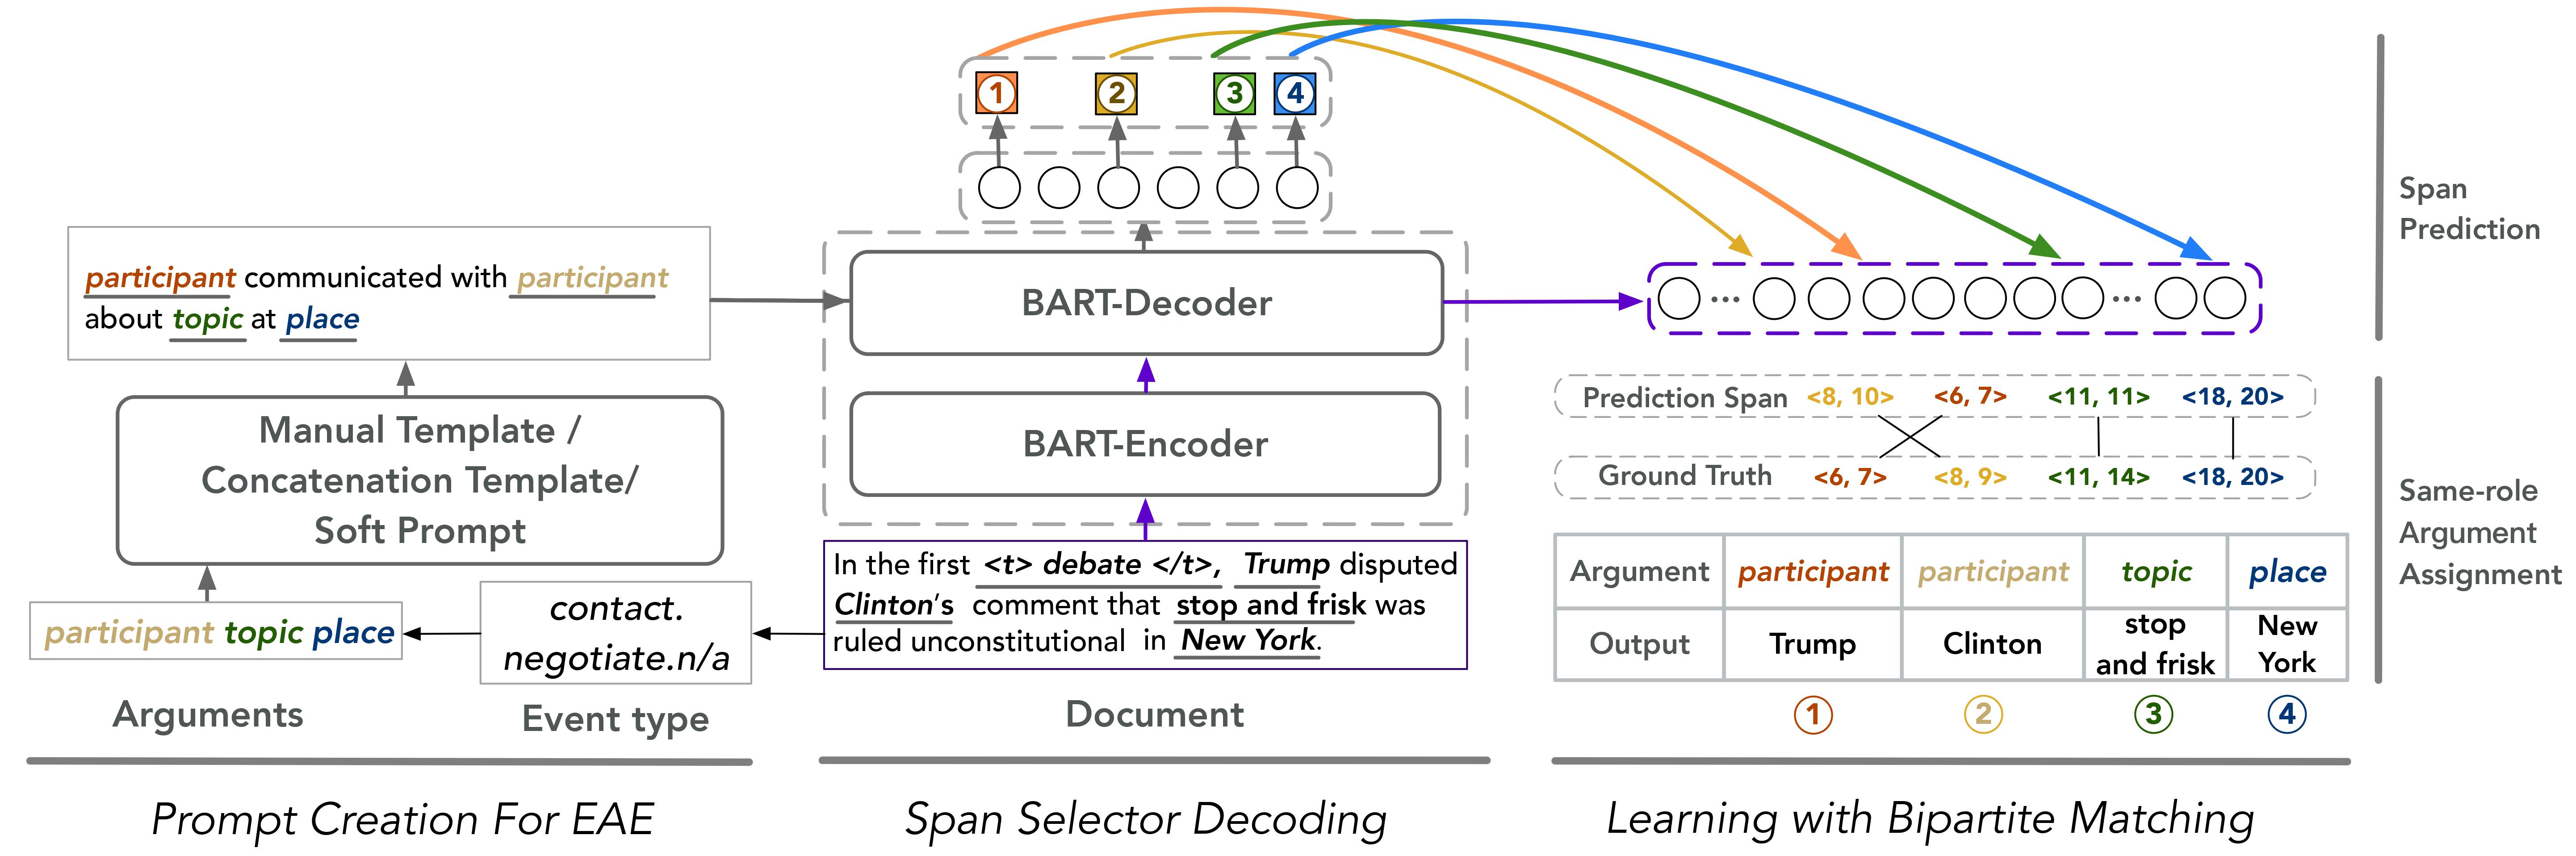 1 2 3 4
participant communicated with participant
about topic at place
BART-Decoder
... ...
Span
Prediction
Manual Template /
Concatenation Template/
Soft Prompt
BART-Encoder
Prediction Span <8, 10> <6, 7> <11, 11> <18, 20>
Ground Truth <6, 7> <8, 9> <11, 14> <18, 20>
Same-role
Argument
Assignment
participant topic place
contact.
negotiate.n/a
In the first <t> debate </t>, Trump disputed
Clinton's comment that stop and frisk was
ruled unconstitutional in New York.
Argument participant participant topic place
Output Trump Clinton stop and frisk New York
1 2 3 4
Arguments
Event type
Document
Prompt Creation For EAE
Span Selector Decoding
Learning with Bipartite Matching